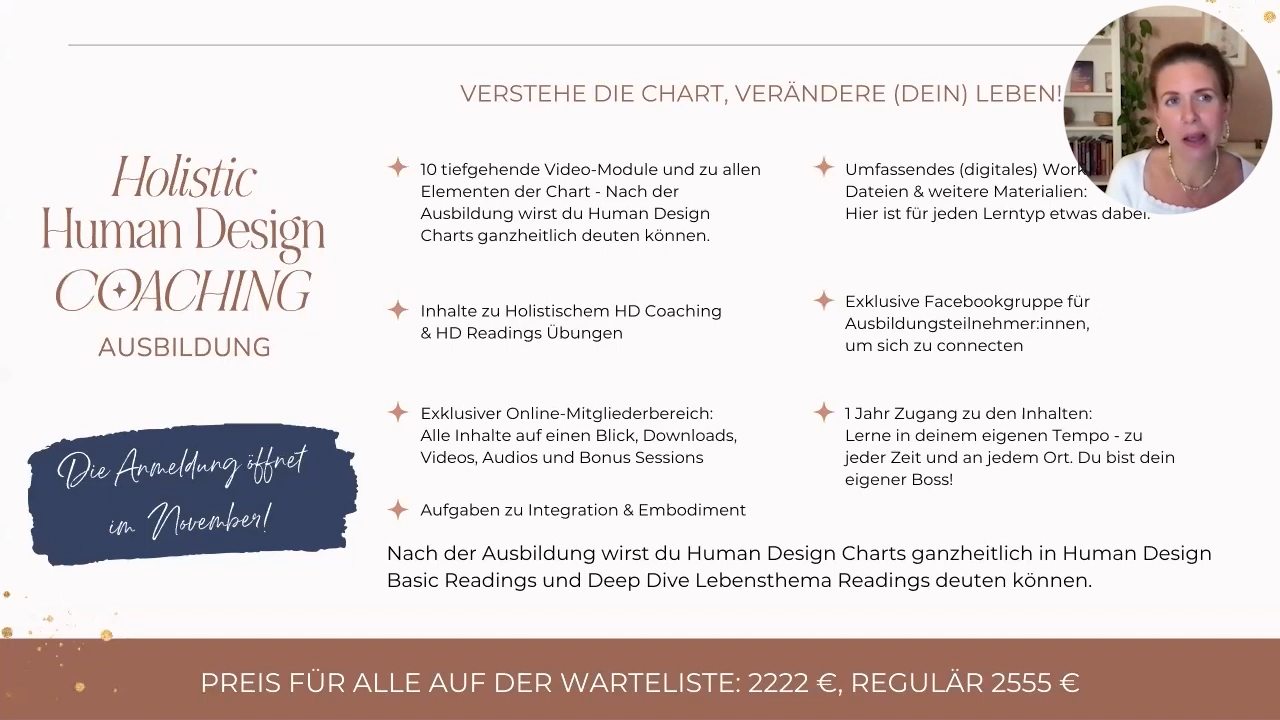 VERSTEHE DIE CHART, VERÄNDERE (DEIN) LEBEN!
Holistic
Human Design
COACHING
AUSBILDUNG
Die Anmeldung öffnet
im November!
10 tiefgehende Video-Module und zu allen
Elementen der Chart - Nach der
Ausbildung wirst du Human Design
Charts ganzheitlich deuten können.
Inhalte zu Holistischem HD Coaching
& HD Readings Übungen
Exklusiver Online-Mitgliederbereich:
Alle Inhalte auf einen Blick, Downloads,
Videos, Audios und Bonus Sessions
Aufgaben zu Integration & Embodiment
Umfassendes (digitales)
Dateien & weitere Materialien:
Hier ist für jeden Lerntyp etwas dabei.
Exklusive Facebookgruppe für
Ausbildungsteilnehmer:innen,
um sich zu connecten
1 Jahr Zugang zu den Inhalten:
Lerne in deinem eigenen Tempo - zu
jeder Zeit und an jedem Ort. Du bist dein
eigener Boss!
Nach der Ausbildung wirst du Human Design Charts ganzheitlich in Human Design
Basic Readings und Deep Dive Lebensthema Readings deuten können.
PREIS FÜR ALLE AUF DER WARTELISTE: 2222 €, REGULÄR 2555 €